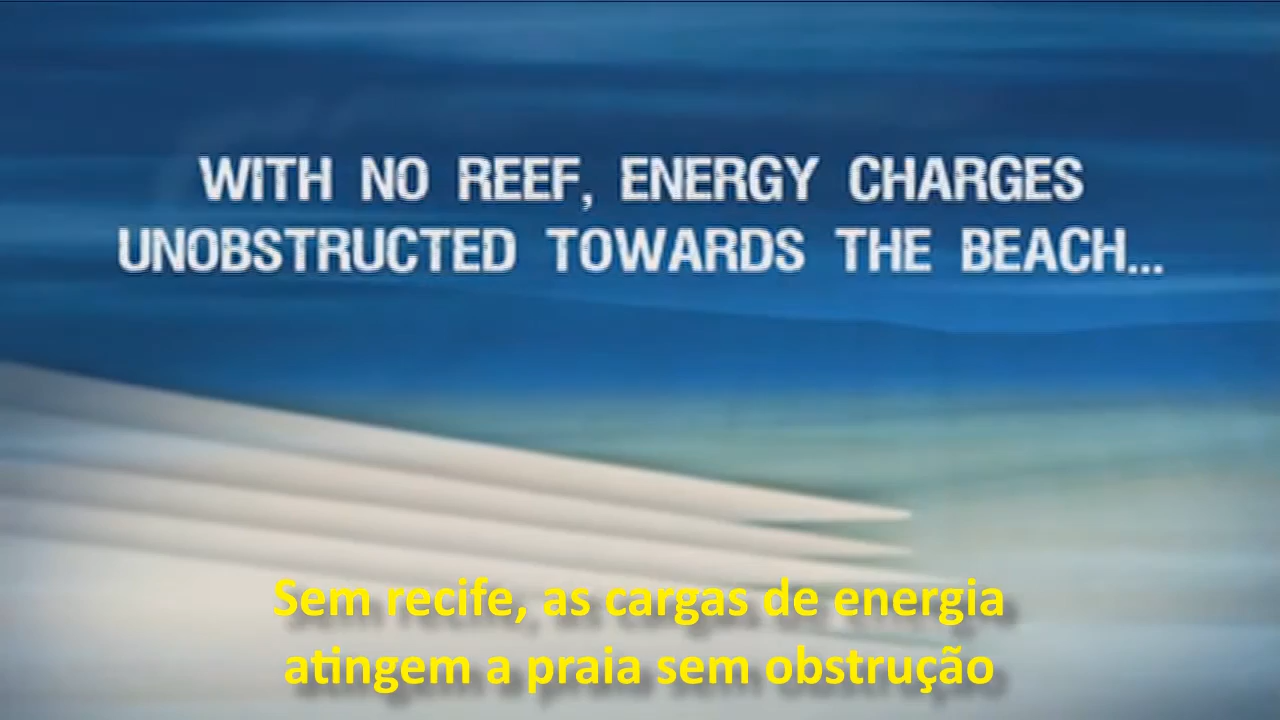 WITH NO REEF, ENERGY CHARGES
UNOBSTRUCTED TOWARDS THE BEACH...
Sem recife, as cargas de energia
atingem a praia sem obstrução